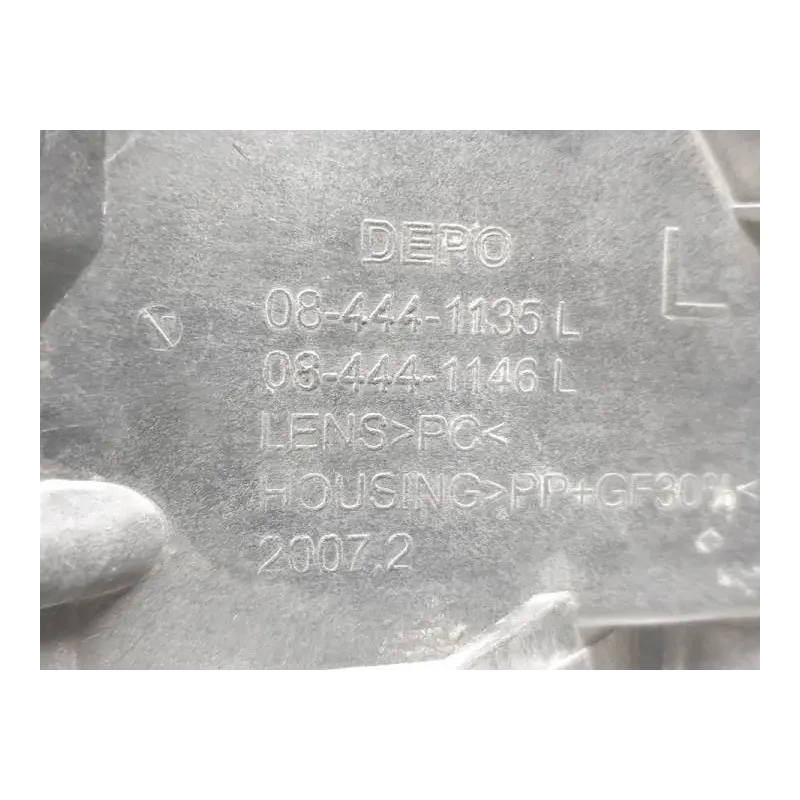 DEPO
L
08-444-1135 L
08-444-1146 L
LENS>PC<
HOUSING>PP+GF30%<
2007.2